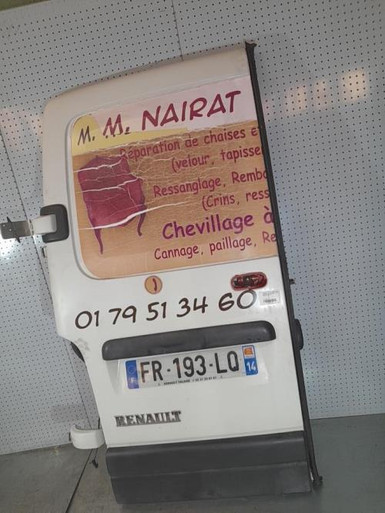 M. M. NAIRAT
éparation de chaises e
(velour, tapisse
Ressanglage, Rembo
(Crins, ress
Chevillage à
Cannage, paillage, Re
01 79 51 34 60
FR-193-LQ
F
14
RENAULT